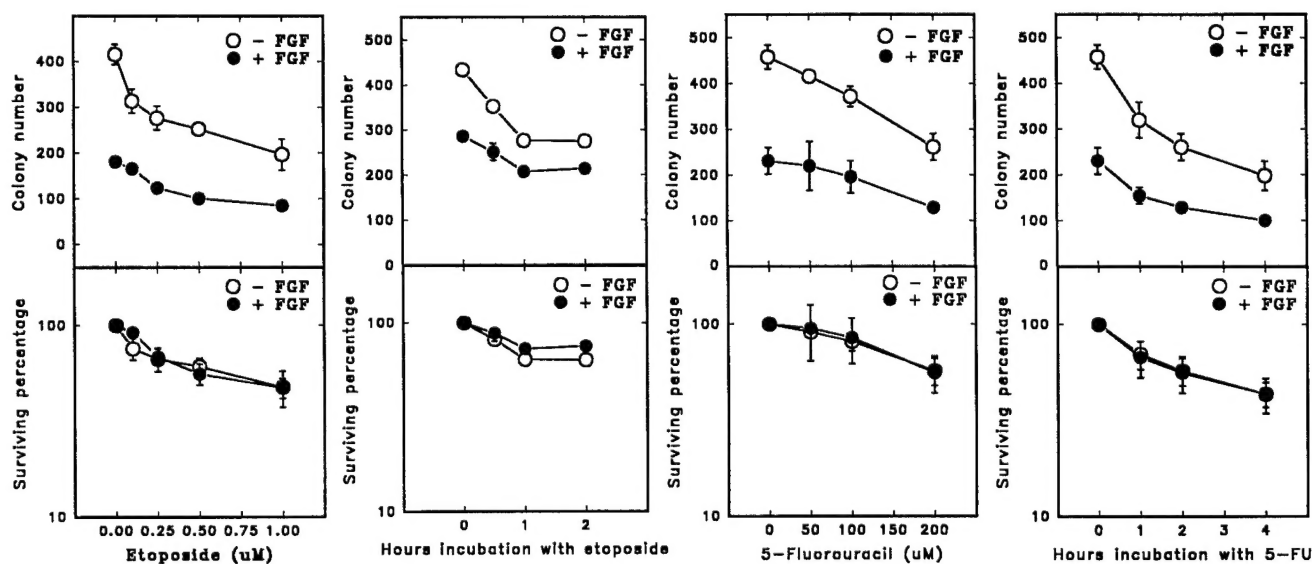 Colony number
400
300
200
100
0
- FGF
+ FGF
Surviving percentage
100
10
- FGF
+ FGF
0.00 0.25 0.50 0.75 1.00
Etoposide (uM)
Colony number
500
400
300
200
100
0
- FGF
+ FGF
Surviving percentage
100
10
- FGF
+ FGF
0 1 2
Hours incubation with etoposide
Colony number
500
400
300
200
100
0
- FGF
+ FGF
Surviving percentage
100
10
- FGF
+ FGF
0 50 100 150 200
5-Fluorouracil (uM)
Colony number
500
400
300
200
100
0
- FGF
+ FGF
Surviving percentage
100
10
- FGF
+ FGF
0 1 2 3 4
Hours incubation with 5-FU